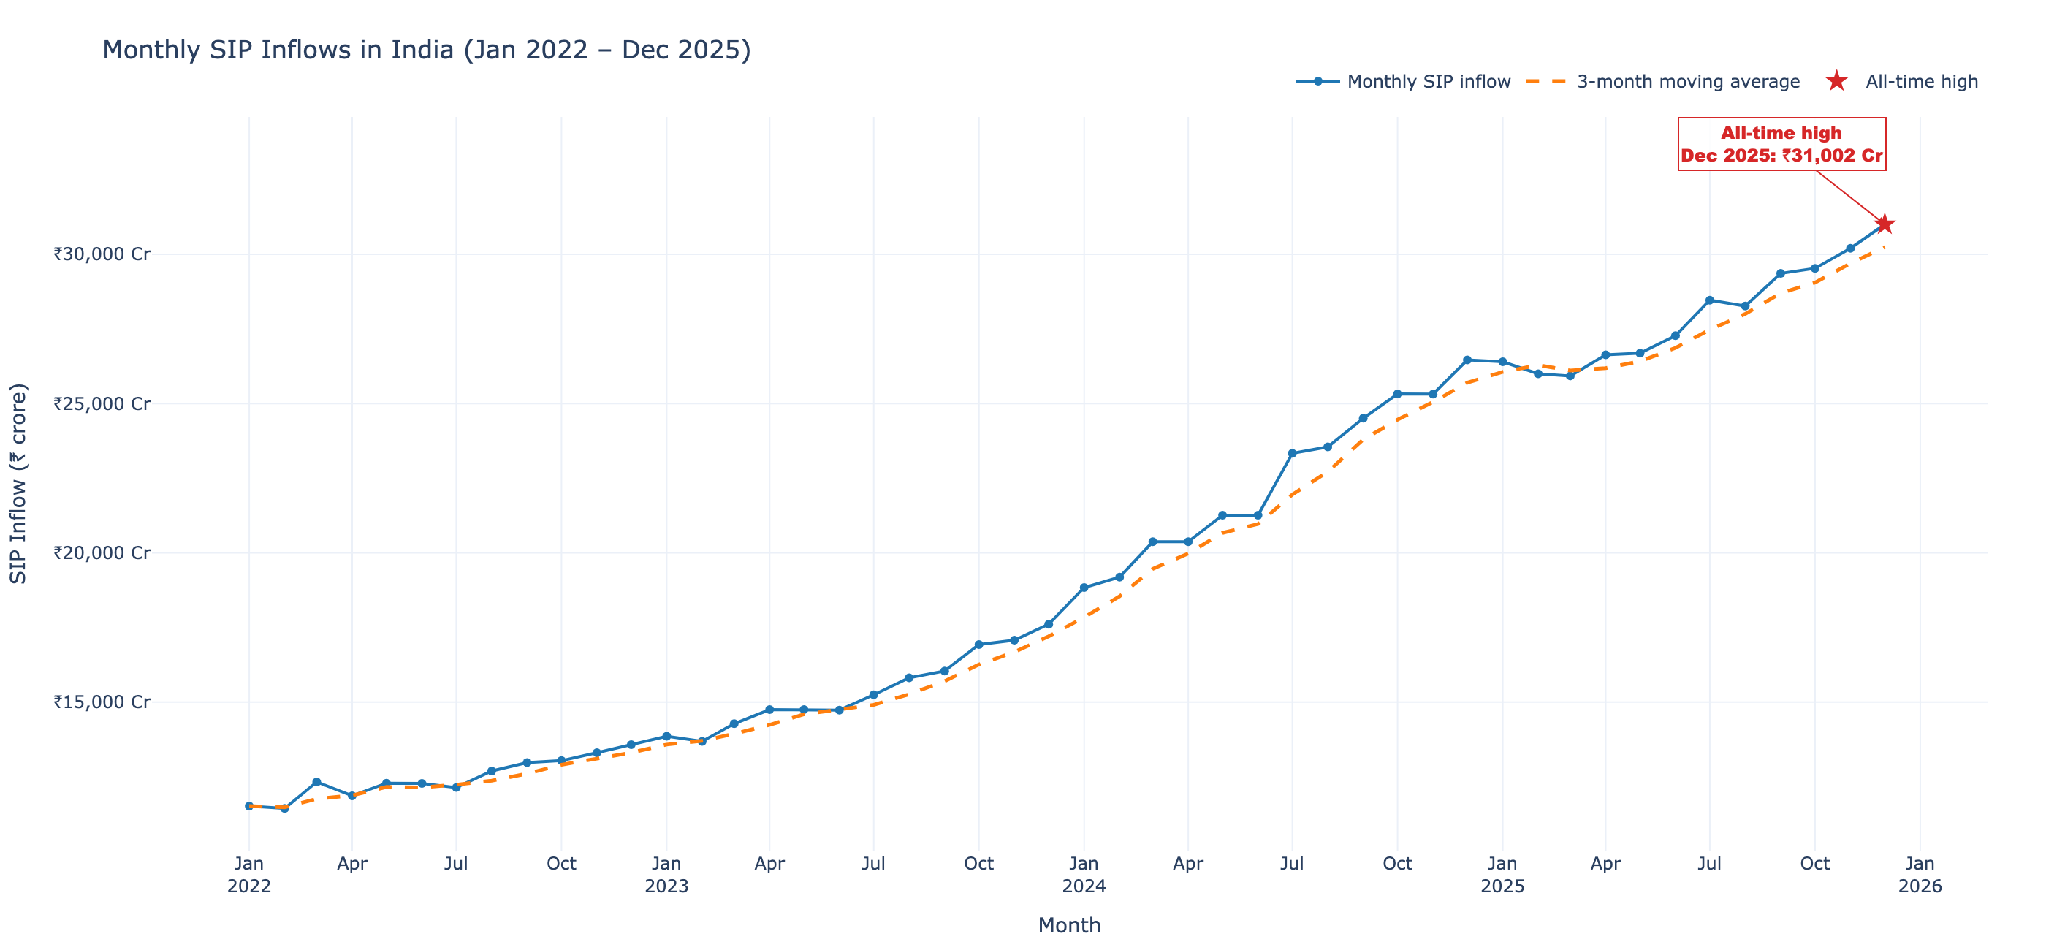 Monthly SIP Inflows in India (Jan 2022 – Dec 2025)
Monthly SIP inflow
3-month moving average
All-time high
All-time high
Dec 2025: ₹31,002 Cr
SIP Inflow (₹ crore)
₹30,000 Cr
₹25,000 Cr
₹20,000 Cr
₹15,000 Cr
Jan Apr Jul Oct Jan Apr Jul Oct Jan Apr Jul Oct Jan Apr Jul Oct Jan
2022 2023 2024 2025 2026
Month